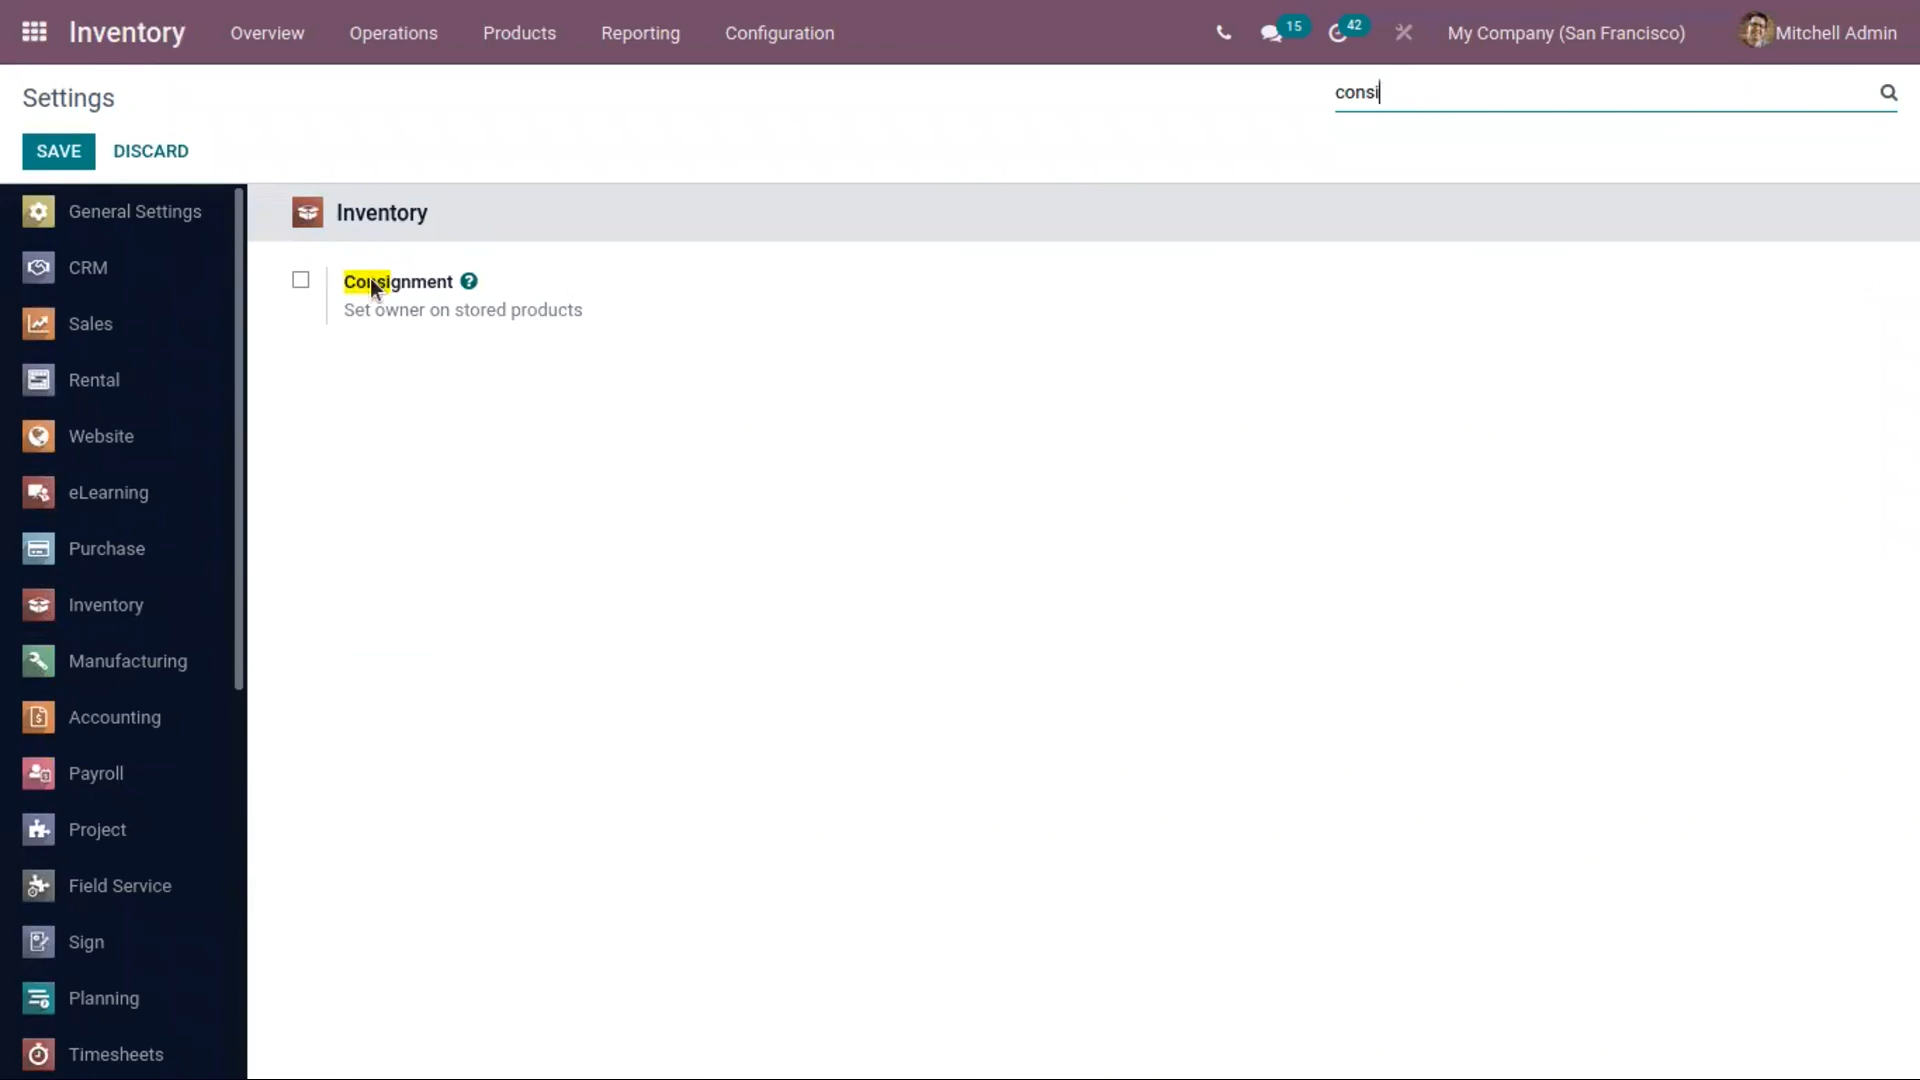 Inventory Overview Operations Products Reporting Configuration 15 42 My Company (San Francisco) Mitchell Admin
Settings consi
SAVE DISCARD
General Settings
CRM
Sales
Rental
Website
eLearning
Purchase
Inventory
Manufacturing
Accounting
Payroll
Project
Field Service
Sign
Planning
Timesheets
Inventory
Consignment ?
Set owner on stored products